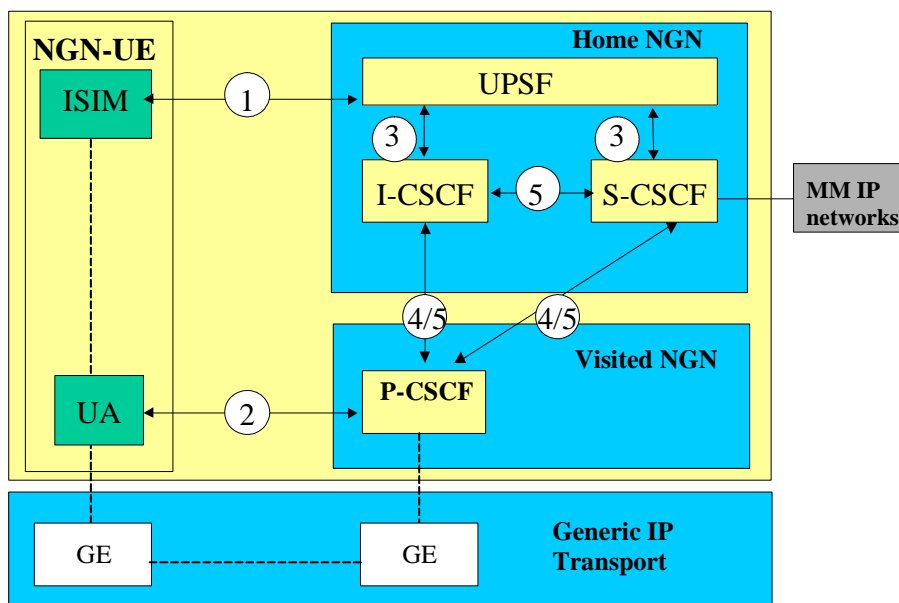 NGN-UE
Home NGN
ISIM
1
UPSF
3
3
I-CSCF
5
S-CSCF
MM IP
networks
4/5
4/5
Visited NGN
P-CSCF
UA
2
GE
GE
Generic IP
Transport